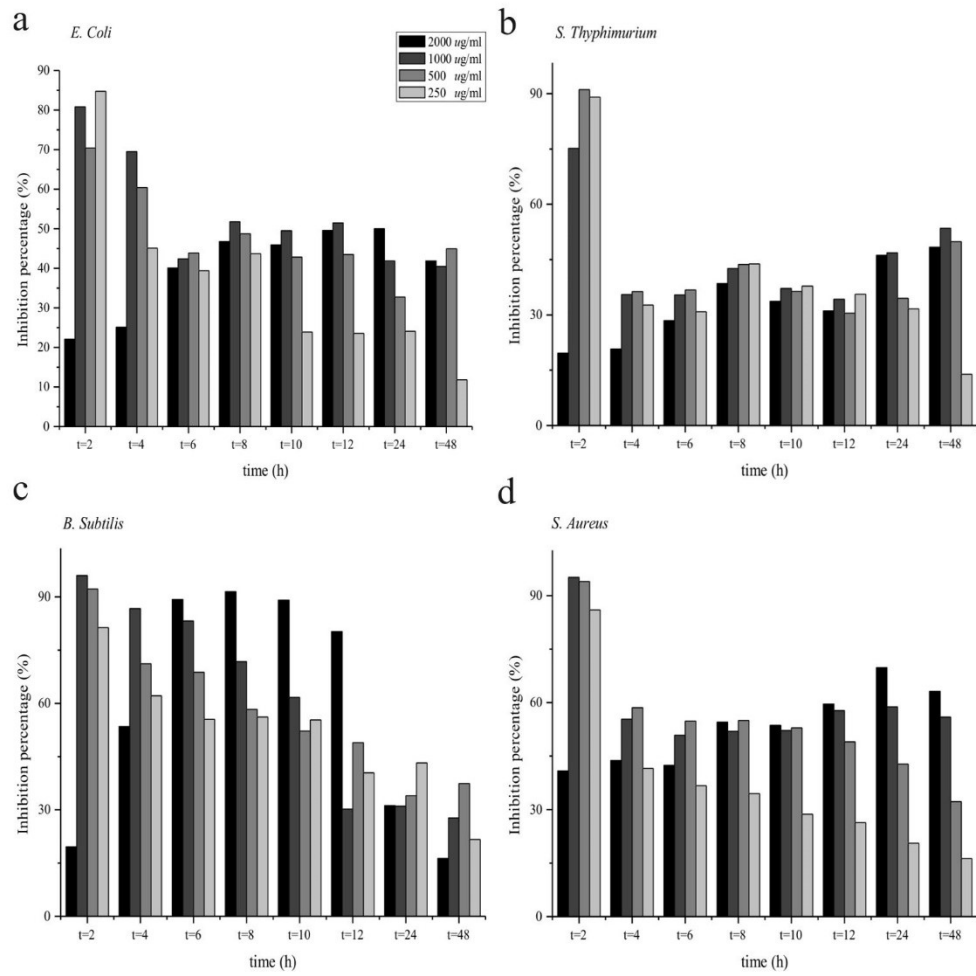 a
E. Coli
2000 ug/ml
1000 ug/ml
500 ug/ml
250 ug/ml
90
80
70
60
50
40
30
20
10
0
Inhibition percentage (%)
t=2 t=4 t=6 t=8 t=10 t=12 t=24 t=48
time (h)
b
S. Thyphimurium
90
60
30
0
Inhibition percentage (%)
t=2 t=4 t=6 t=8 t=10 t=12 t=24 t=48
time (h)
c
B. Subtilis
90
60
30
0
Inhibition percentage (%)
t=2 t=4 t=6 t=8 t=10 t=12 t=24 t=48
time (h)
d
S. Aureus
90
60
30
0
Inhibition percentage (%)
t=2 t=4 t=6 t=8 t=10 t=12 t=24 t=48
time (h)